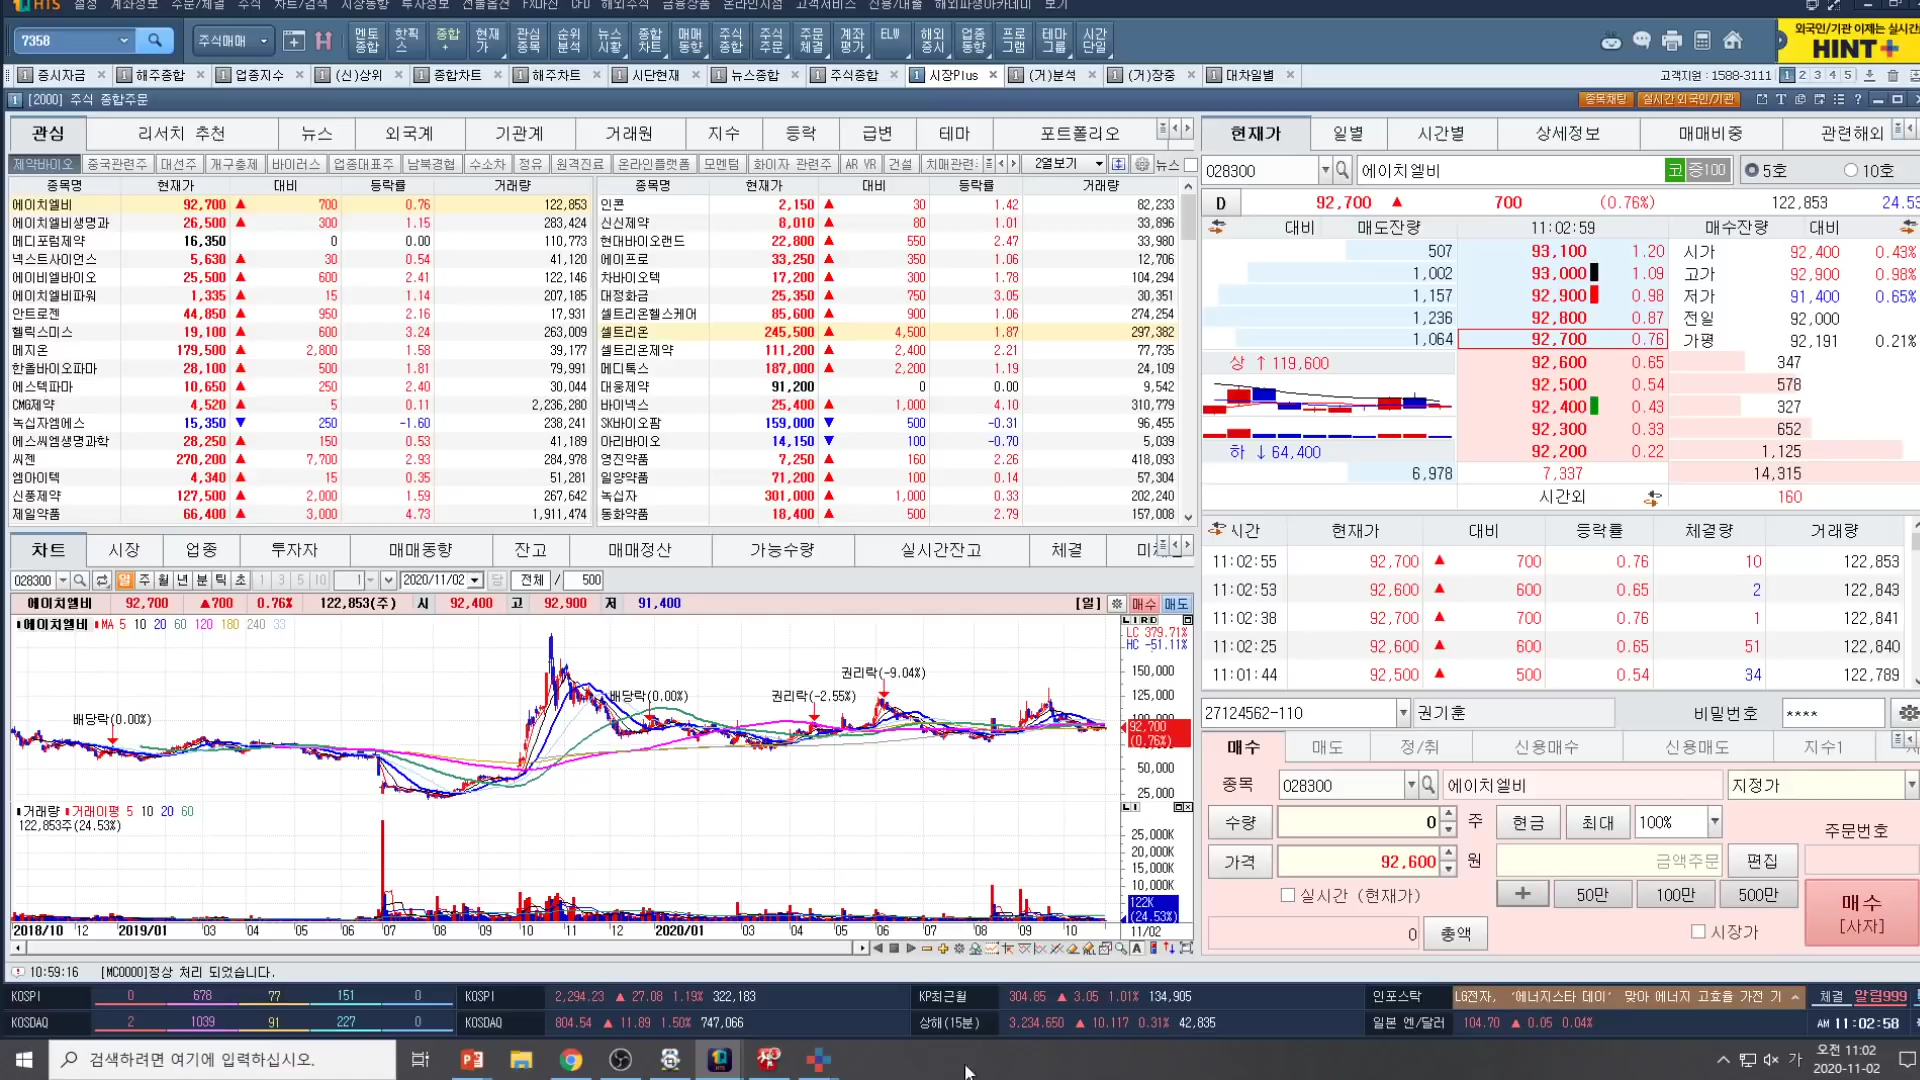 HTS 설정 계좌정보 주문/체결 주식 차트/검색 시장동향 투자정보 선물옵션 FX마진 CFD 해외주식 금융상품 온라인지점 고객서비스 신용/대출 해외파생아카데미 보기
7358 주식매매 멘토종합 핫픽스 종합+ 현재가 관심종목 순위분석 뉴스시황 종합차트 매매동향 주식종합 주식주문 주문체결 계좌평가 ELW 해외증시 업종동향 프로그램 테마그룹 시간단일
외국인/기관 이제는 실시간
HINT+
1 증시자금 × 1 해주종합 × 1 업종지수 × 1 (신)상위 × 1 종합차트 × 1 해주차트 × 1 시단현재 × 1 뉴스종합 × 1 주식종합 × 1 시장Plus × 1 (거)분석 × 1 (거)장중 × 1 대차일별 × 고객지원 : 1588-3111 1 2 3 4 5
1 [2000] 주식 종합주문 종목채팅 실시간외국인/기관
관심 리서치 추천 뉴스 외국계 기관계 거래원 지수 등락 급변 테마 포트폴리오
제약바이오 중국관련주 대선주 개구충제 바이러스 업종대표주 남북경협 수소차 정유 원격진료 온라인플랫폼 모멘텀 화이자 관련주 AR VR 건설 치매관련 2열보기 뉴스
종목명 현재가 대비 등락률 거래량 종목명 현재가 대비 등락률 거래량
에이치엘비 92,700 ▲ 700 0.76 122,853 인콘 2,150 ▲ 30 1.42 82,233
에이치엘비생명과 26,500 ▲ 300 1.15 283,424 신신제약 8,010 ▲ 80 1.01 33,896
메디포럼제약 16,350 0 0.00 110,773 현대바이오랜드 22,800 ▲ 550 2.47 33,980
넥스트사이언스 5,630 ▲ 30 0.54 41,120 에이프로 33,250 ▲ 350 1.06 12,706
에이비엘바이오 25,500 ▲ 600 2.41 122,146 차바이오텍 17,200 ▲ 300 1.78 104,294
에이치엘비파워 1,335 ▲ 15 1.14 207,185 대정화금 25,350 ▲ 750 3.05 30,351
안트로젠 44,850 ▲ 950 2.16 17,931 셀트리온헬스케어 85,600 ▲ 900 1.06 274,254
헬릭스미스 19,100 ▲ 600 3.24 263,009 셀트리온 245,500 ▲ 4,500 1.87 297,382
메지온 179,500 ▲ 2,800 1.58 39,177 셀트리온제약 111,200 ▲ 2,400 2.21 77,735
한올바이오파마 28,100 ▲ 500 1.81 79,991 메디톡스 187,000 ▲ 2,200 1.19 24,109
에스텍파마 10,650 ▲ 250 2.40 30,044 대웅제약 91,200 0 0.00 9,542
CMG제약 4,520 ▲ 5 0.11 2,236,280 바이넥스 25,400 ▲ 1,000 4.10 310,779
녹십자엠에스 15,350 ▼ 250 -1.60 238,241 SK바이오팜 159,000 ▼ 500 -0.31 96,455
에스씨엠생명과학 28,250 ▲ 150 0.53 41,189 아리바이오 14,150 ▼ 100 -0.70 5,039
씨젠 270,200 ▲ 7,700 2.93 284,978 영진약품 7,250 ▲ 160 2.26 418,093
엠아이텍 4,340 ▲ 15 0.35 51,281 일양약품 71,200 ▲ 100 0.14 57,304
신풍제약 127,500 ▲ 2,000 1.59 267,642 녹십자 301,000 ▲ 1,000 0.33 202,240
제일약품 66,400 ▲ 3,000 4.73 1,911,474 동화약품 18,400 ▲ 500 2.79 157,008
현재가 일별 시간별 상세정보 매매비중 관련해외
028300 에이치엘비 고 증100 5호 10호
D 92,700 ▲ 700 (0.76%) 122,853 24.53
대비 매도잔량 11:02:59 매수잔량 대비
507 93,100 1.20 시가 92,400 0.43%
1,002 93,000 1.09 고가 92,900 0.98%
1,157 92,900 0.98 저가 91,400 0.65%
1,236 92,800 0.87 전일 92,000
1,064 92,700 0.76 가평 92,191 0.21%
상 ↑ 119,600 92,600 0.65 347
92,500 0.54 578
92,400 0.43 327
92,300 0.33 652
하 ↓ 64,400 92,200 0.22 1,125
6,978 7,337 14,315
시간외 160
시간 현재가 대비 등락률 체결량 거래량
11:02:55 92,700 ▲ 700 0.76 10 122,853
11:02:53 92,600 ▲ 600 0.65 2 122,843
11:02:38 92,700 ▲ 700 0.76 1 122,841
11:02:25 92,600 ▲ 600 0.65 51 122,840
11:01:44 92,500 ▲ 500 0.54 34 122,789
차트 시장 업종 투자자 매매동향 잔고 매매정산 가능수량 실시간잔고 체결
028300 일 주 월 년 분 틱 초 1 3 5 10 1 2020/11/02 전체 / 500
에이치엘비 92,700 ▲700 0.76% 122,853(주) 시 92,400 고 92,900 저 91,400 [일] 매수 매도
에이치엘비 MA 5 10 20 60 120 180 240 33 L I R D
LC 379.71%
HC -51.11%
150,000
125,000
100,000
92,700
(0.76%)
50,000
25,000
배당락(0.00%) 배당락(0.00%) 권리락(-2.55%) 권리락(-9.04%)
거래량 거래이평 5 10 20 60 L I
122,853주(24.53%)
25,000K
20,000K
15,000K
10,000K
122K
(24.53%)
2018/10 12 2019/01 03 04 05 06 07 08 09 10 11 12 2020/01 03 04 05 06 07 08 09 10 11/02
27124562-110 권기훈 비밀번호 ****
매수 매도 정/취 신용매수 신용매도 지수1
종목 028300 에이치엘비 지정가
수량 0 주 현금 최대 100% 주문번호
가격 92,600 원 금액주문 편집
실시간 (현재가) + 50만 100만 500만 매수
[사자]
0 총액 시장가
10:59:16 [MC0000]정상 처리 되었습니다.
KOSPI 0 678 77 151 0 KOSPI 2,294.23 ▲ 27.08 1.19% 322,183 KP최근월 304.85 ▲ 3.05 1.01% 134,905 인포스탁 LG전자, '에너지스타 데이' 맞아 에너지 고효율 가전 기 체결 알림999
KOSDAQ 2 1039 91 227 0 KOSDAQ 804.54 ▲ 11.89 1.50% 747,066 상해(15분) 3,234.650 ▲ 10.117 0.31% 42,835 일본 엔/달러 104.70 ▲ 0.05 0.04% AM 11:02:58
검색하려면 여기에 입력하십시오. 가 오전 11:02
2020-11-02